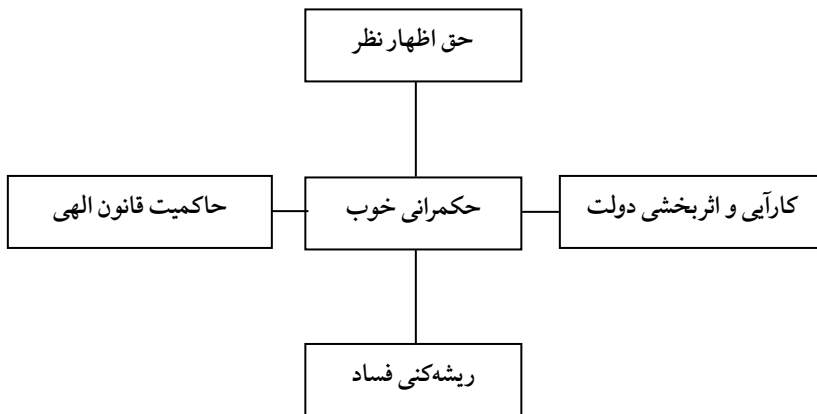 حق اظهار نظر
کارآیی و اثربخشی دولت
حکمرانی خوب
حاکمیت قانون الهی
ریشه‌کنی فساد